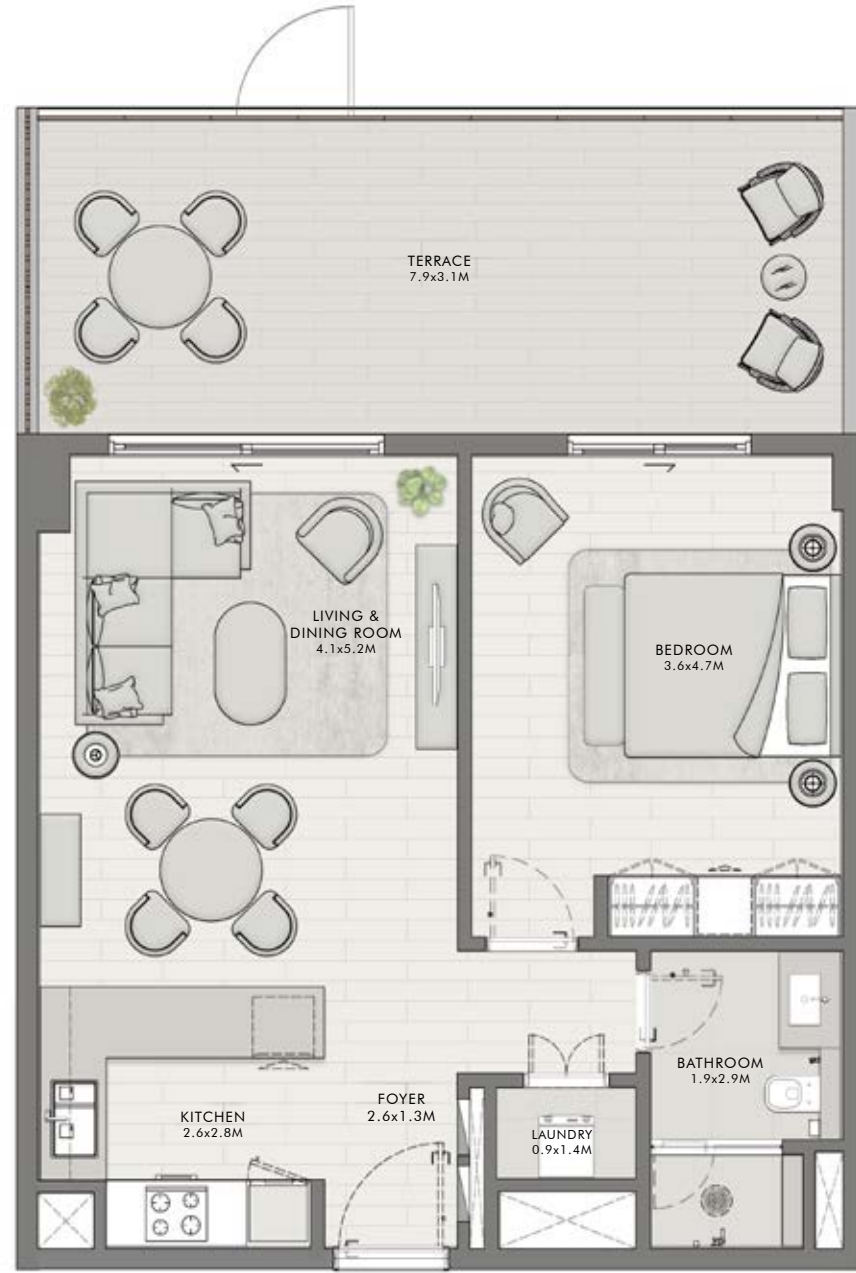 TERRACE
7.9x3.1M
LIVING &
DINING ROOM
4.1x5.2M
BEDROOM
3.6x4.7M
BATHROOM
1.9x2.9M
FOYER
2.6x1.3M
KITCHEN
2.6x2.8M
LAUNDRY
0.9x1.4M